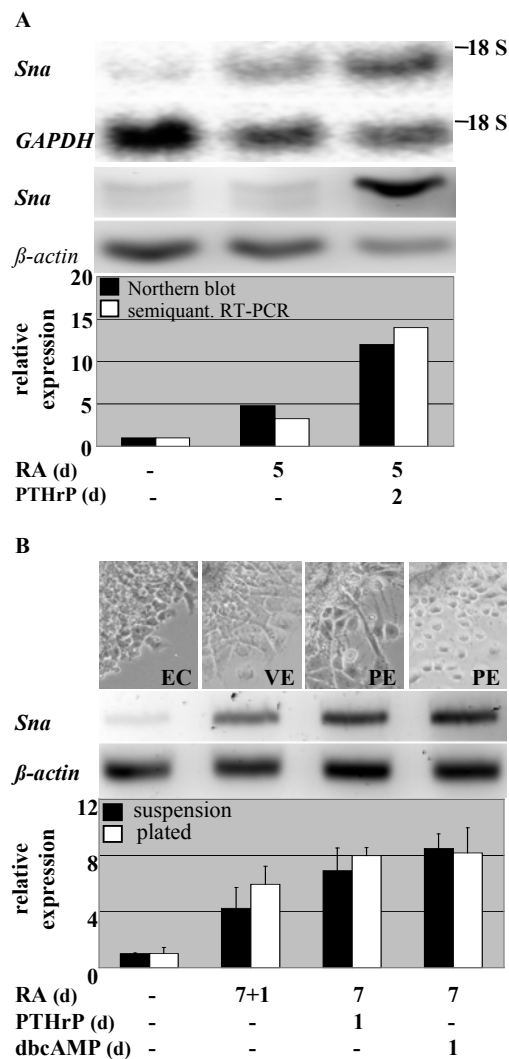 A
Sna
18 S
GAPDH
18 S
Sna
ß-actin
20
15
10
5
0
relative expression
Northern blot
semiquant. RT-PCR
RA (d) - 5 5
PTHrP (d) - - 2
B
EC VE PE PE
Sna
ß-actin
12
8
4
0
relative expression
suspension
plated
RA (d) - 7+1 7 7
PTHrP (d) - - 1 -
dbcAMP (d) - - - 1